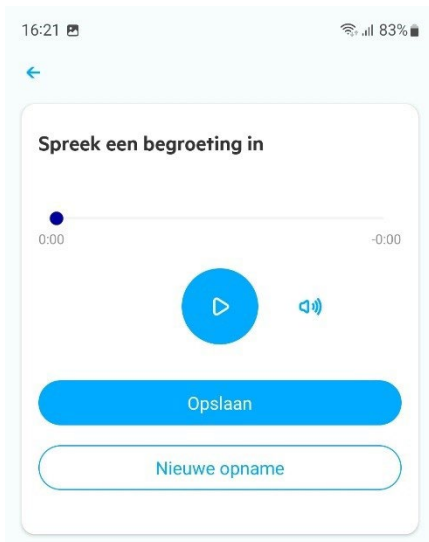 16:21 83%
Spreek een begroeting in
0:00 -0:00
Opslaan
Nieuwe opname